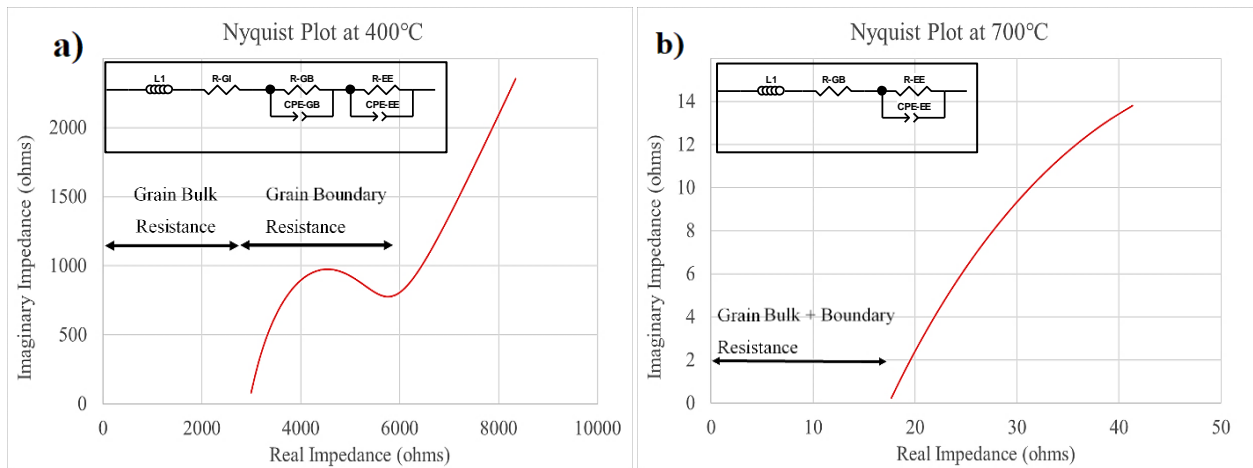 a)
Nyquist Plot at 400℃
L1
R-GI
R-GB
R-EE
CPE-GB
CPE-EE
Grain Bulk
Resistance
Grain Boundary
Resistance
Imaginary Impedance (ohms)
2000
1500
1000
500
0
0
2000
4000
6000
8000
10000
Real Impedance (ohms)
b)
Nyquist Plot at 700℃
L1
R-GB
R-EE
CPE-EE
Grain Bulk + Boundary
Resistance
Imaginary Impedance (ohms)
16
14
12
10
8
6
4
2
0
0
10
20
30
40
50
Real Impedance (ohms)